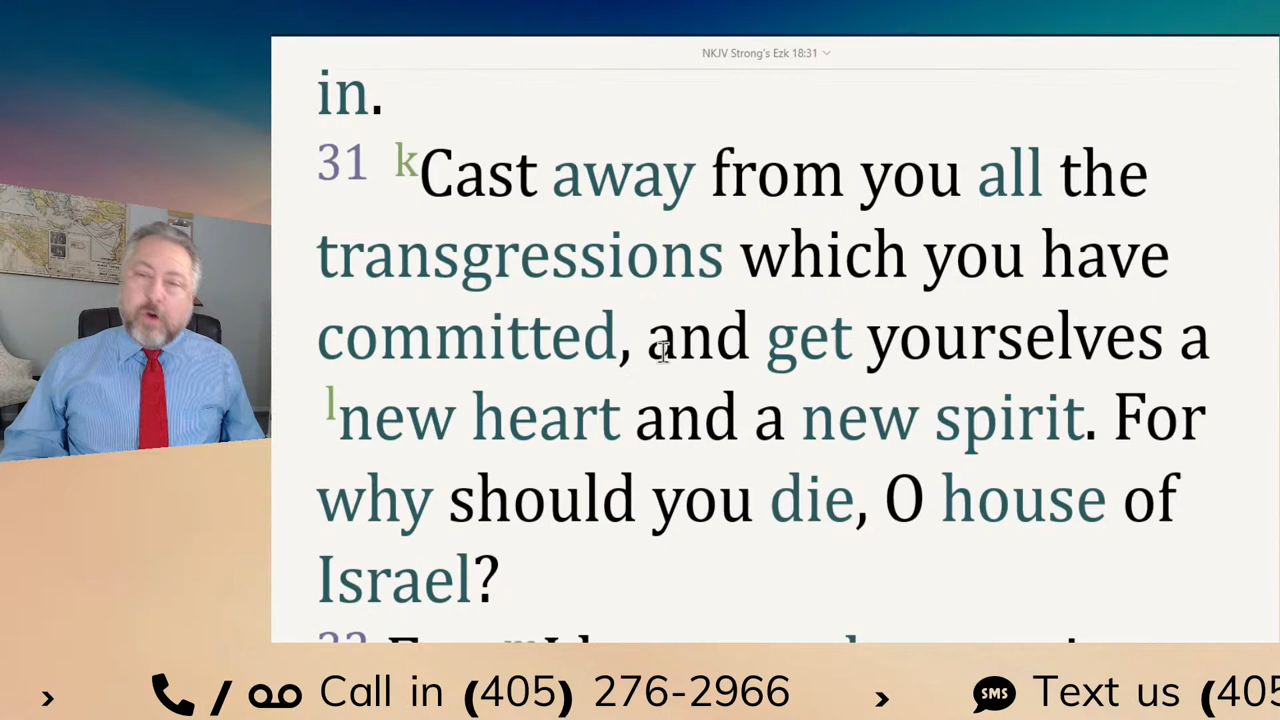 NKJV Strong's Ezk 18:31
in.
31 kCast away from you all the
transgressions which you have
committed, and get yourselves a
lnew heart and a new spirit. For
why should you die, O house of
Israel?
› / Call in (405) 276-2966 › SMS Text us (405